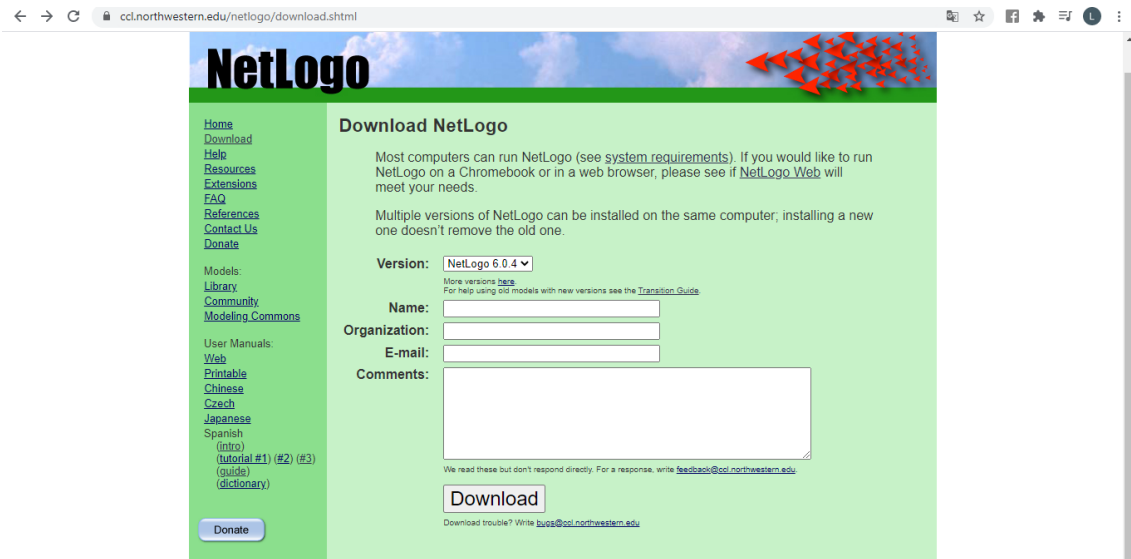 ccl.northwestern.edu/netlogo/download.shtml
L
NetLogo
Home
Download
Help
Resources
Extensions
FAQ
References
Contact Us
Donate
Models:
Library
Community
Modeling Commons
User Manuals:
Web
Printable
Chinese
Czech
Japanese
Spanish
(intro)
(tutorial #1) (#2) (#3)
(guide)
(dictionary)
Donate
Download NetLogo
Most computers can run NetLogo (see system requirements). If you would like to run
NetLogo on a Chromebook or in a web browser, please see if NetLogo Web will
meet your needs.
Multiple versions of NetLogo can be installed on the same computer; installing a new
one doesn't remove the old one.
Version: NetLogo 6.0.4
More versions here.
For help using old models with new versions see the Transition Guide.
Name:
Organization:
E-mail:
Comments:
We read these but don't respond directly. For a response, write feedback@ccl.northwestern.edu.
Download
Download trouble? Write bugs@ccl.northwestern.edu